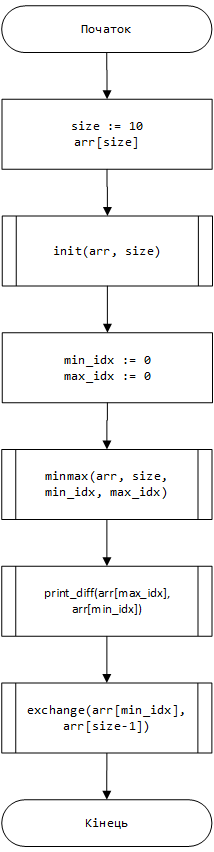 Початок
size := 10
arr[size]
init(arr, size)
min_idx := 0
max_idx := 0
minmax(arr, size,
min_idx, max_idx)
print_diff(arr[max_idx],
arr[min_idx])
exchange(arr[min_idx],
arr[size-1])
Кінець